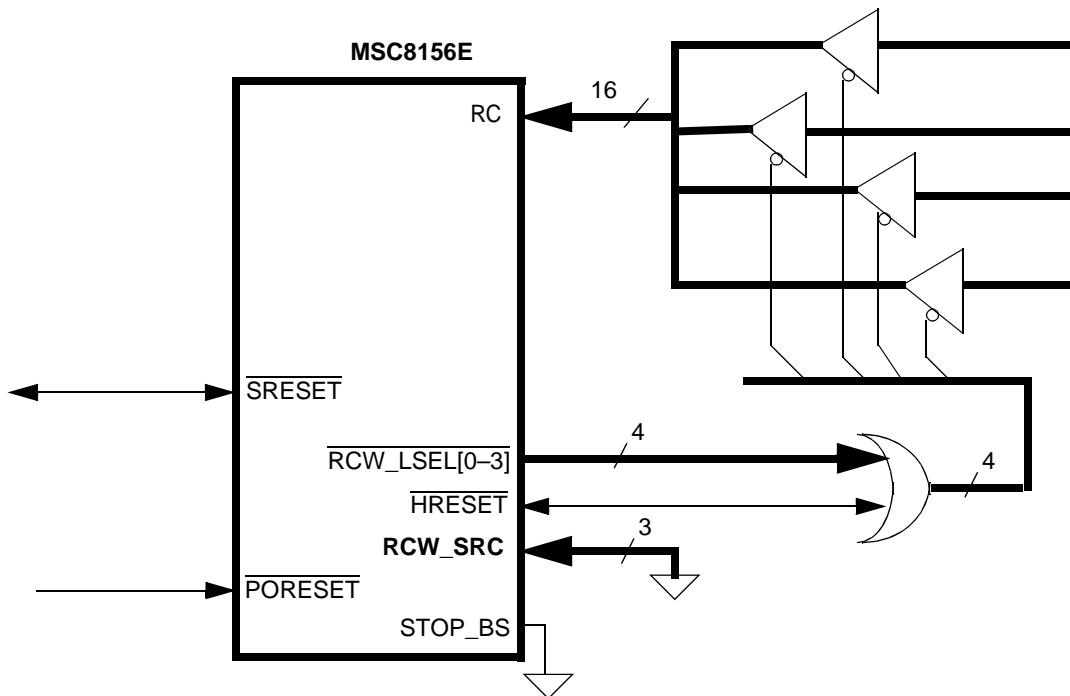 MSC8156E
RC
16
SRESET
RCW_LSEL[0–3]
4
4
HRESET
RCW_SRC
3
PORESET
STOP_BS